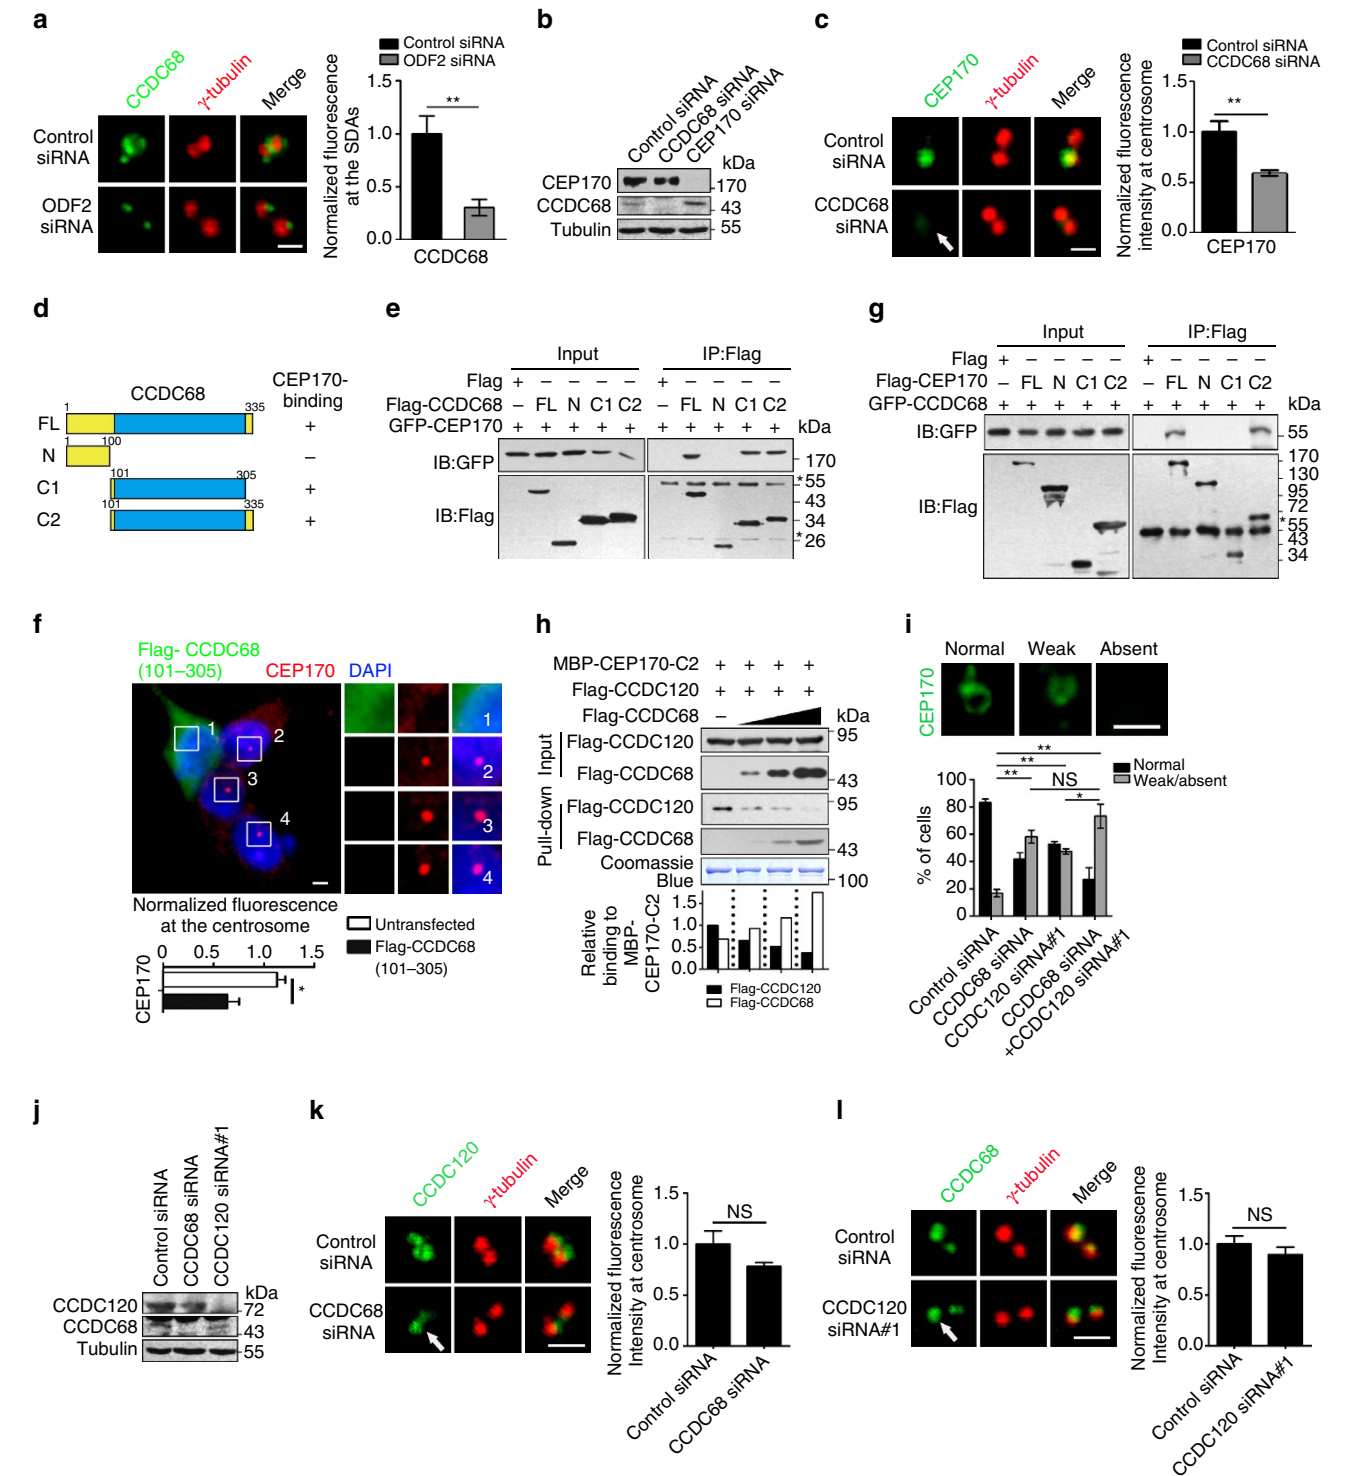 a
CCDC68
γ-tubulin
Merge
Control siRNA
ODF2 siRNA
Control siRNA
ODF2 siRNA
Normalized fluorescence at the SDAs
1.5
1.0
0.5
0.0
**
CCDC68
b
Control siRNA
CCDC68 siRNA
CEP170 siRNA
kDa
CEP170
170
CCDC68
43
Tubulin
55
c
CEP170
γ-tubulin
Merge
Control siRNA
CCDC68 siRNA
Control siRNA
CCDC68 siRNA
Normalized fluorescence intensity at centrosome
1.5
1.0
0.5
0.0
**
CEP170
d
CCDC68
CEP170-binding
FL 1 335 +
N 1 100 –
C1 101 305 +
C2 101 335 +
e
Input IP:Flag
Flag + – – – – + – – – –
Flag-CCDC68 – FL N C1 C2 – FL N C1 C2
GFP-CEP170 + + + + + + + + + + kDa
IB:GFP 170
IB:Flag
*55
43
34
*26
g
Input IP:Flag
Flag + – – – – + – – – –
Flag-CEP170 – FL N C1 C2 – FL N C1 C2
GFP-CCDC68 + + + + + + + + + + kDa
IB:GFP 55
IB:Flag
170
130
95
72
*55
43
34
f
Flag- CCDC68 (101–305)
CEP170
DAPI
1
2
3
4
1
2
3
4
Normalized fluorescence at the centrosome
0 0.5 1.0 1.5
CEP170
*
Untransfected
Flag-CCDC68 (101–305)
h
MBP-CEP170-C2 + + + +
Flag-CCDC120 + + + +
Flag-CCDC68 –
kDa
Input
Flag-CCDC120 95
Flag-CCDC68 43
Pull-down
Flag-CCDC120 95
Flag-CCDC68 43
Coomassie Blue 100
Relative binding to MBP-CEP170-C2
1.5
1.0
0.5
0.0
Flag-CCDC120
Flag-CCDC68
i
Normal Weak Absent
CEP170
Normal
Weak/absent
**
**
** NS
*
% of cells
100
80
60
40
20
0
Control siRNA
CCDC68 siRNA
CCDC120 siRNA#1
CCDC68 siRNA +CCDC120 siRNA#1
j
Control siRNA
CCDC68 siRNA
CCDC120 siRNA#1
kDa
CCDC120 72
CCDC68 43
Tubulin 55
k
CCDC120
γ-tubulin
Merge
Control siRNA
CCDC68 siRNA
Normalized fluorescence Intensity at centrosome
1.5
1.0
0.5
0.0
NS
Control siRNA
CCDC68 siRNA
l
CCDC68
γ-tubulin
Merge
Control siRNA
CCDC120 siRNA#1
Normalized fluorescence Intensity at centrosome
1.5
1.0
0.5
0.0
NS
Control siRNA
CCDC120 siRNA#1